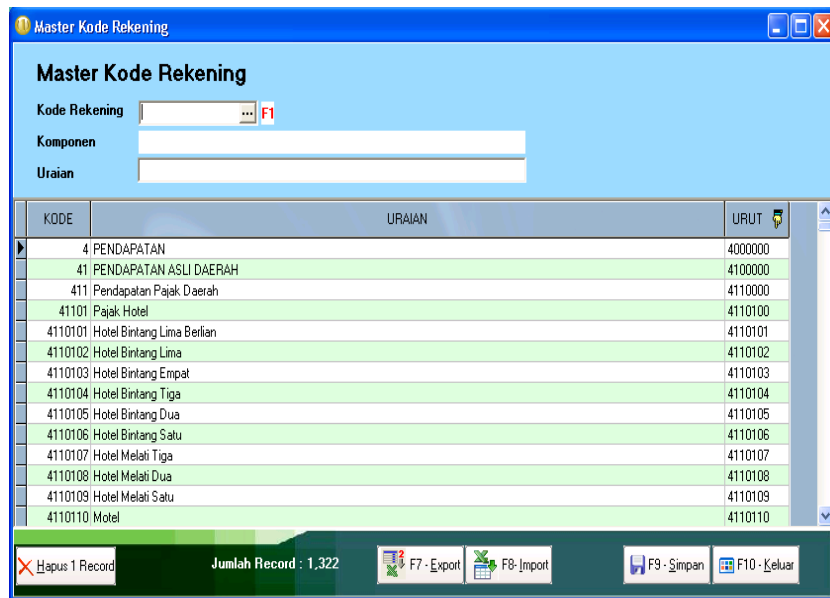 Master Kode Rekening
Master Kode Rekening
Kode Rekening ... F1
Komponen
Uraian
KODE URAIAN URUT
4 PENDAPATAN 4000000
41 PENDAPATAN ASLI DAERAH 4100000
411 Pendapatan Pajak Daerah 4110000
41101 Pajak Hotel 4110100
4110101 Hotel Bintang Lima Berlian 4110101
4110102 Hotel Bintang Lima 4110102
4110103 Hotel Bintang Empat 4110103
4110104 Hotel Bintang Tiga 4110104
4110105 Hotel Bintang Dua 4110105
4110106 Hotel Bintang Satu 4110106
4110107 Hotel Melati Tiga 4110107
4110108 Hotel Melati Dua 4110108
4110109 Hotel Melati Satu 4110109
4110110 Motel 4110110
Hapus 1 Record Jumlah Record : 1,322 F7 - Export F8- Import F9 - Simpan F10 - Keluar